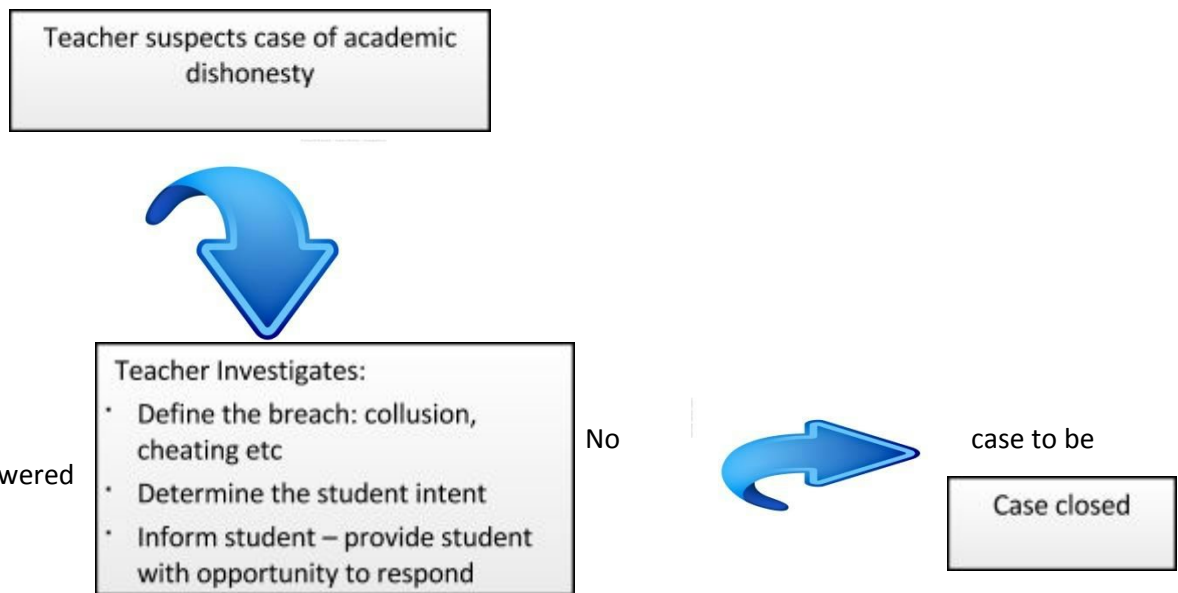 Teacher suspects case of academic
dishonesty
Teacher Investigates:
· Define the breach: collusion,
cheating etc
No
case to be
wered
· Determine the student intent
Case closed
· Inform student – provide student
with opportunity to respond